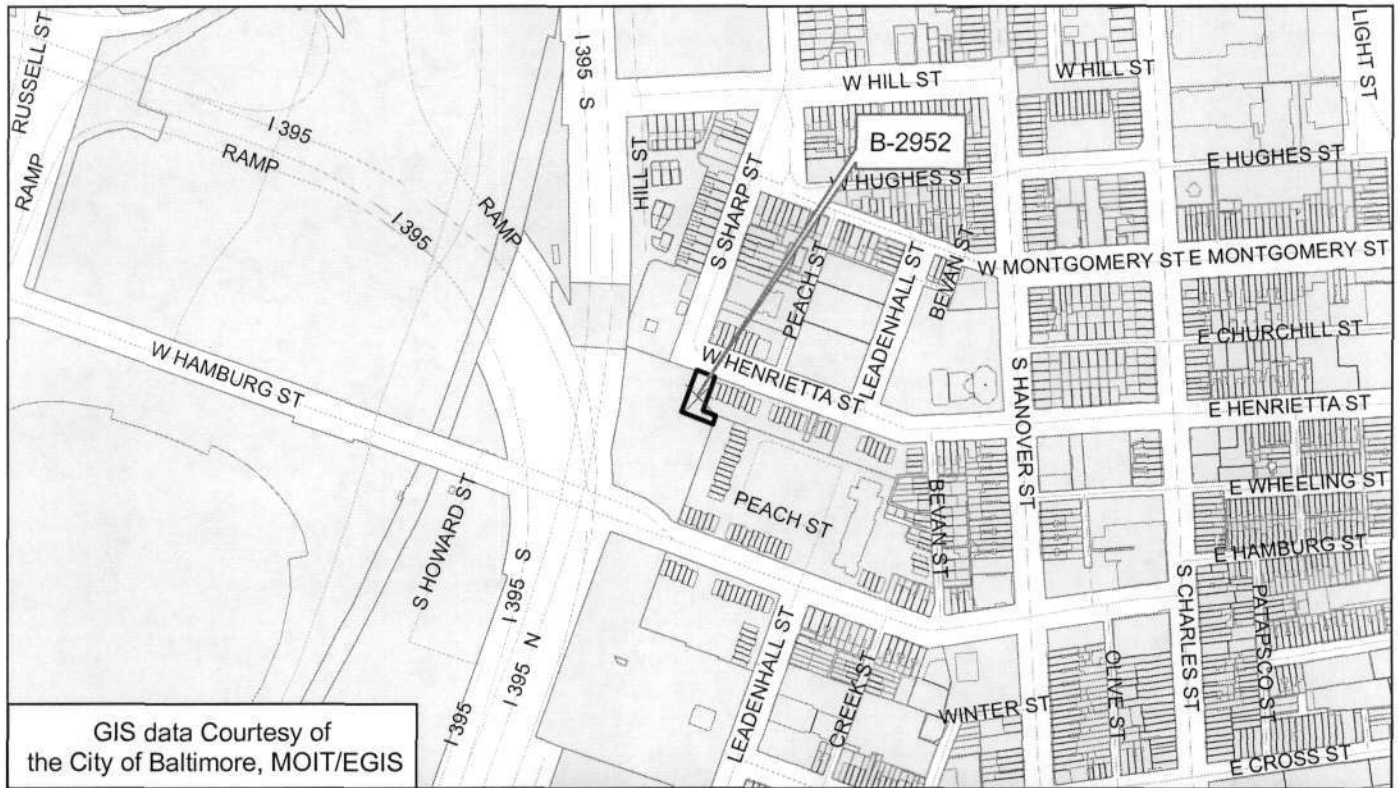 RUSSELL ST
I 395 S
W HILL ST
W HILL ST
LIGHT ST
I 395
B-2952
RAMP
RAMP
HILL ST
S SHARP ST
W HUGHES ST
E HUGHES ST
I 395
RAMP
PEACH ST
LEADENHALL ST
BEVAN ST
W MONTGOMERY ST
E MONTGOMERY ST
E CHURCHILL ST
W HAMBURG ST
W HENRIETTA ST
S HANOVER ST
E HENRIETTA ST
S HOWARD ST
PEACH ST
BEVAN ST
E WHEELING ST
E HAMBURG ST
I 395 S
I 395 N
I 395
LEADENHALL ST
CREEK ST
WINTER ST
OLIVE ST
S CHARLES ST
PATAPSCO ST
E CROSS ST
GIS data Courtesy of
the City of Baltimore, MOIT/EGIS